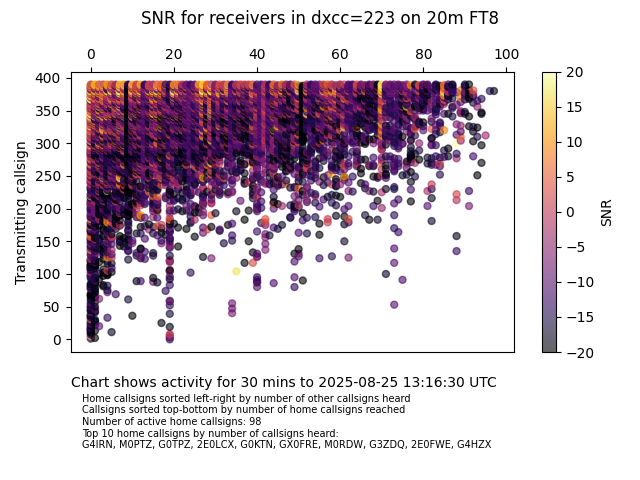 SNR for receivers in dxcc=223 on 20m FT8
0 20 40 60 80 100
400
350
300
250
200
150
100
50
0
Transmitting callsign
20
15
10
5
0
−5
−10
−15
−20
SNR
Chart shows activity for 30 mins to 2025-08-25 13:16:30 UTC
Home callsigns sorted left-right by number of other callsigns heard
Callsigns sorted top-bottom by number of home callsigns reached
Number of active home callsigns: 98
Top 10 home callsigns by number of callsigns heard:
G4IRN, M0PTZ, G0TPZ, 2E0LCX, G0KTN, GX0FRE, M0RDW, G3ZDQ, 2E0FWE, G4HZX